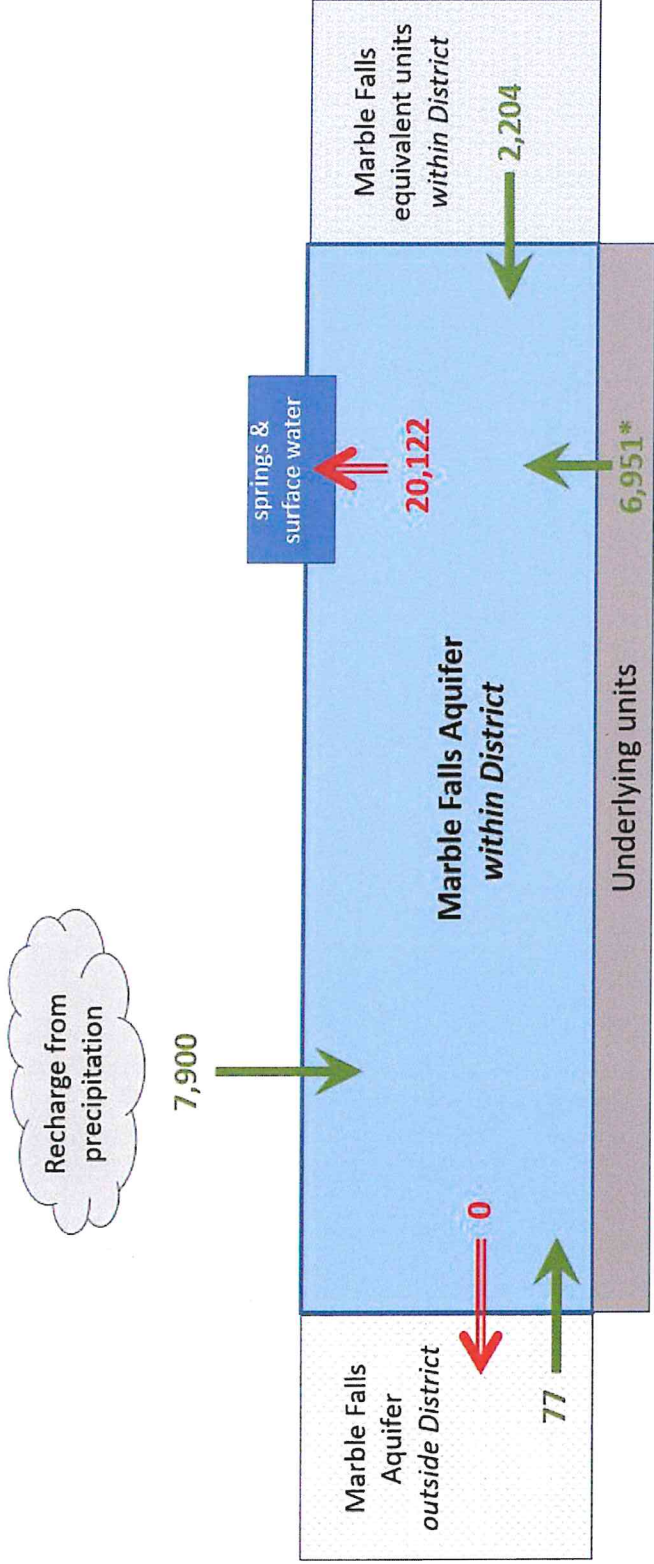 Recharge from
precipitation
7,900
springs &
surface water
20,122
Marble Falls
Aquifer
outside District
0
77
Marble Falls Aquifer
within District
Marble Falls
equivalent units
within District
2,204
6,951*
Underlying units